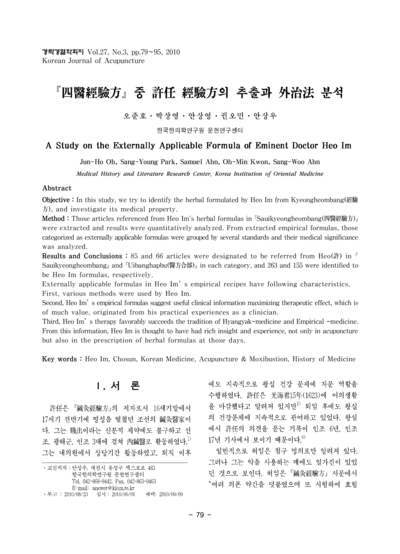 경락경혈학회지 Vol.27, No.3, pp.79~95, 2010
Korean Journal of Acupuncture
『四醫經驗方』 중 許任 經驗方의 추출과 外治法 분석
오준호・박상영・안상영・권오민・안상우
한국한의학연구원 문헌연구센터
A Study on the Externally Applicable Formula of Eminent Doctor Heo Im
Jun-Ho Oh, Sang-Young Park, Samuel Ahn, Oh-Min Kwon, Sang-Woo Ahn
Medical History and Literature Research Center, Korea Institution of Oriental Medicine
Abstract
Objective : In this study, we try to identify the herbal formulated by Heo Im from Kyeongheombang(經驗
方), and investigate its medical property.
Method : Those articles referenced from Heo Im's herbal formulas in 『Sauikyeongheombang(四醫經驗方)』
were extracted and results were quantitatively analyzed. From extracted empirical formulas, those
categorized as externally applicable formulas were grouped by several standards and their medical significance
was analyzed.
Results and Conclusions : 85 and 66 articles were designated to be referred from Heo(許) in 『
Sauikyeongheombang』 and 『Uibanghapbu(醫方合部)』 in each category, and 263 and 155 were identified to
be Heo Im formulas, respectively.
Externally applicable formulas in Heo Im's empirical recipes have following characteristics.
First, various methods were used by Heo Im.
Second, Heo Im's empirical formulas suggest useful clinical information maximizing therapeutic effect, which is
of much value, originated from his practical experiences as a clinician.
Third, Heo Im's therapy favorably succeeds the tradition of Hyangyak-medicine and Empirical -medicine.
From this information, Heo Im is thought to have had rich insight and experience, not only in acupuncture
but also in the prescription of herbal formulas at those days.
Key words : Heo Im, Chosun, Korean Medicine, Acupuncture & Moxibustion, History of Medicine
Ⅰ. 서 론
許任은 『鍼灸經驗方』의 저자로서 16세기말에서
17세기 전반기에 명성을 떨쳤던 조선의 鍼灸醫家이
다. 그는 賤出이라는 신분적 제약에도 불구하고 선
조, 광해군, 인조 3대에 걸쳐 內鍼醫로 활동하였다.1)
그는 내의원에서 상당기간 활동하였고, 퇴직 이후
・교신저자 : 안상우, 대전시 유성구 엑스포로 483
한국한의학연구원 문헌연구센터
Tel. 042-868-9442, Fax. 042-863-9463
E-mail: answer@kiom.re.kr
・투고 : 2010/08/23 심사 : 2010/09/01 채택: 2010/09/09
에도 지속적으로 왕실 건강 문제에 자문 역할을
수행하였다. 許任은 光海君15年(1623)에 어의생활
을 마감했다고 알려져 있지만2) 퇴임 후에도 왕실
의 건강문제에 지속적으로 관여하고 있었다. 왕실
에서 許任의 의견을 묻는 기록이 인조 6년, 인조
17년 기사에서 보이기 때문이다.3)
일반적으로 허임은 침구 명의로만 알려져 있다.
그러나 그는 약을 사용하는 데에도 일가견이 있었
던 것으로 보인다. 허임은 『鍼灸經驗方』 서문에서
"여러 의론 약간을 덧붙였으며 또 시험하여 효험
- 79 -